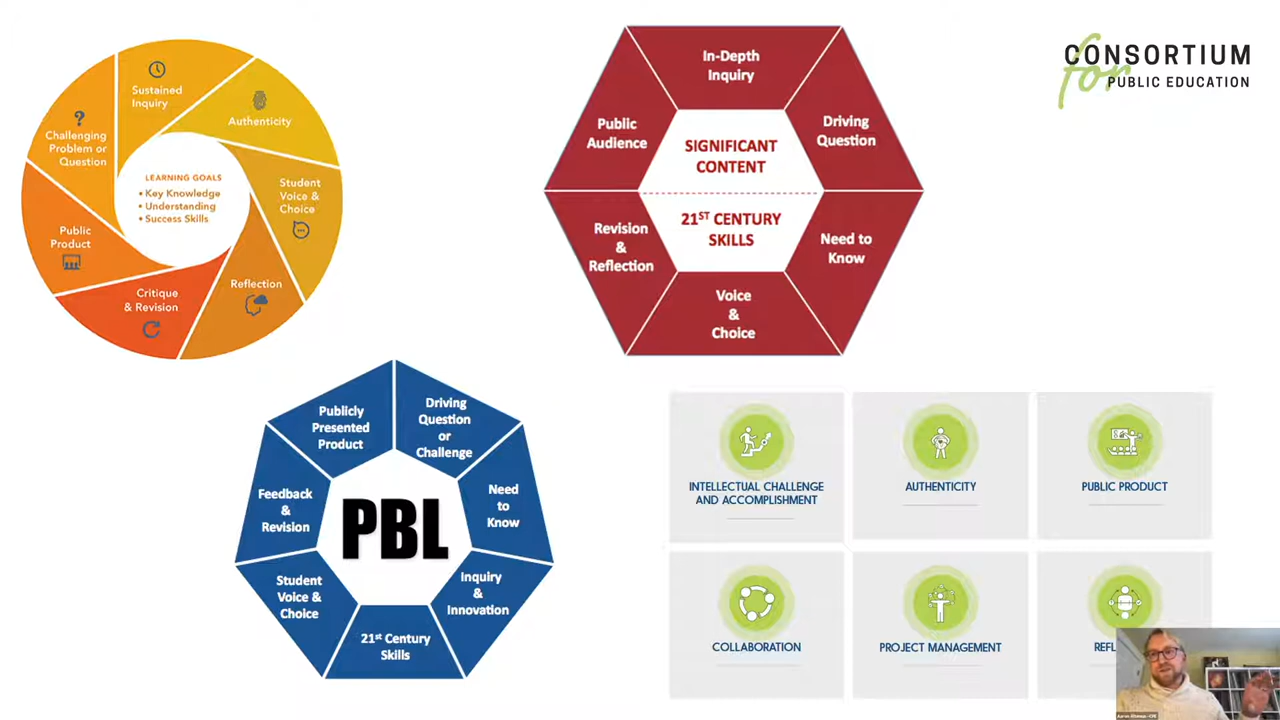 CONSORTIUM
for
PUBLIC EDUCATION
Sustained
Inquiry
Authenticity
Student
Voice &
Choice
Reflection
Critique
& Revision
Public
Product
?
Challenging
Problem or
Question
LEARNING GOALS
• Key Knowledge
• Understanding
• Success Skills
In-Depth
Inquiry
Driving
Question
Need to
Know
Voice
&
Choice
Revision
&
Reflection
Public
Audience
SIGNIFICANT
CONTENT
21ST CENTURY
SKILLS
Publicly
Presented
Product
Driving
Question
or
Challenge
Need
to
Know
Inquiry
&
Innovation
21st Century
Skills
Student
Voice &
Choice
Feedback
&
Revision
PBL
INTELLECTUAL CHALLENGE
AND ACCOMPLISHMENT
AUTHENTICITY
PUBLIC PRODUCT
COLLABORATION
PROJECT MANAGEMENT
REFL